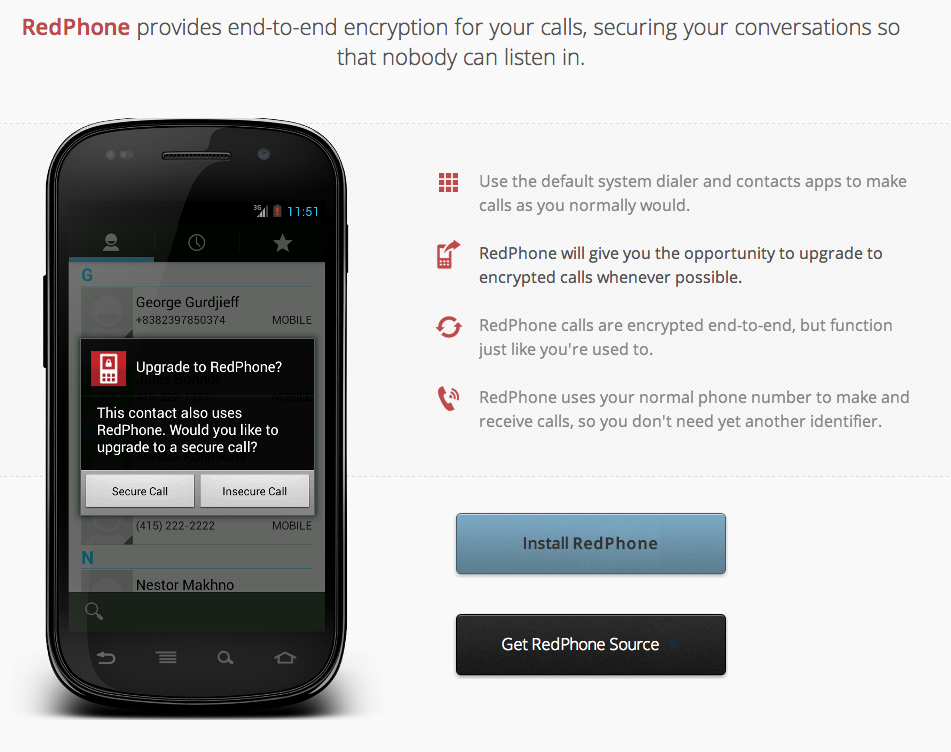 RedPhone provides end-to-end encryption for your calls, securing your conversations so
that nobody can listen in.
3G
11:51
G
George Gurdjieff
+8382397850374 MOBILE
Upgrade to RedPhone?
This contact also uses
RedPhone. Would you like to
upgrade to a secure call?
Secure Call
Insecure Call
(415) 222-2222 MOBILE
N
Nestor Makhno
Use the default system dialer and contacts apps to make
calls as you normally would.
RedPhone will give you the opportunity to upgrade to
encrypted calls whenever possible.
RedPhone calls are encrypted end-to-end, but function
just like you're used to.
RedPhone uses your normal phone number to make and
receive calls, so you don't need yet another identifier.
Install RedPhone
Get RedPhone Source